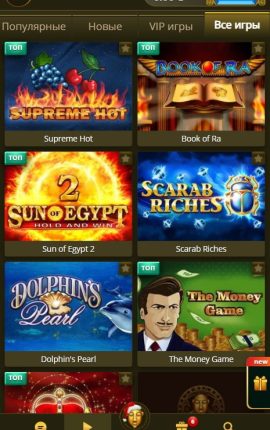 Популярные Новые VIP игры Все игры
ТОП
SUPREME HOT
Supreme Hot
ТОП
BOOK OF RA
Book of Ra
ТОП
2
SUN OF EGYPT
HOLD AND WIN
Sun of Egypt 2
SCARAB
RICHES
Scarab Riches
DOLPHIN'S
Pearl
Dolphin's Pearl
ТОП
The Money
Game
The Money Game
ТОП
new
6